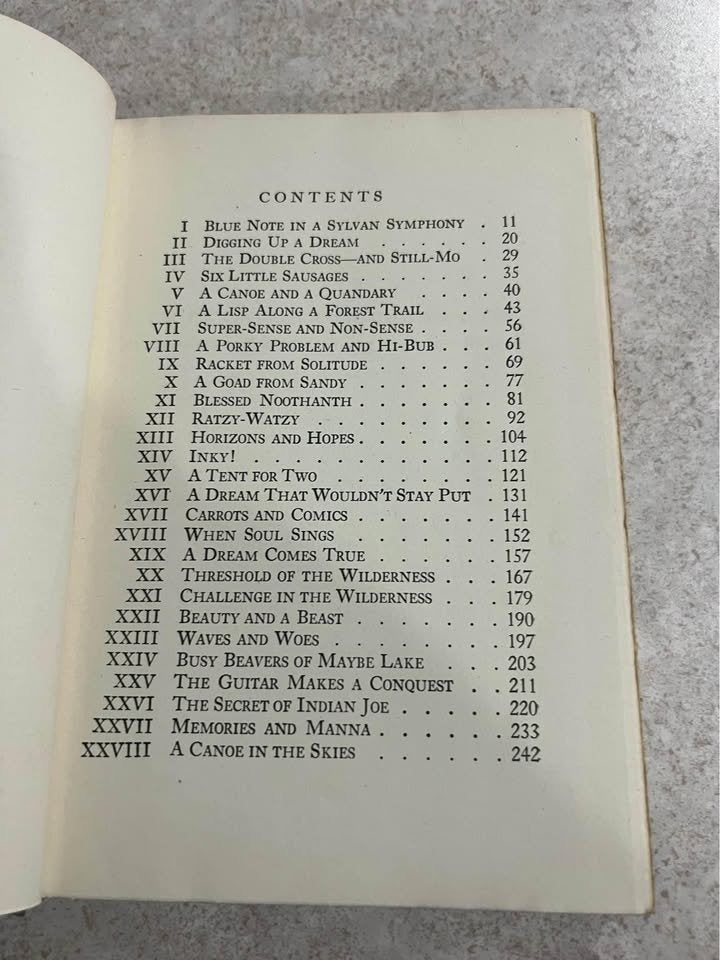 CONTENTS
I BLUE NOTE IN A SYLVAN SYMPHONY . 11
II DIGGING UP A DREAM . . . . . . 20
III THE DOUBLE CROSS—AND STILL-MO . 29
IV SIX LITTLE SAUSAGES . . . . . . 35
V A CANOE AND A QUANDARY . . . . 40
VI A LISP ALONG A FOREST TRAIL . . . 43
VII SUPER-SENSE AND NON-SENSE . . . . 56
VIII A PORKY PROBLEM AND HI-BUB . . . 61
IX RACKET FROM SOLITUDE . . . . . . 69
X A GOAD FROM SANDY . . . . . . 77
XI BLESSED NOOTHANTH . . . . . . 81
XII RATZY-WATZY . . . . . . . . 92
XIII HORIZONS AND HOPES . . . . . . . 104
XIV INKY! . . . . . . . . . . 112
XV A TENT FOR TWO . . . . . . . 121
XVI A DREAM THAT WOULDN'T STAY PUT . 131
XVII CARROTS AND COMICS . . . . . . 141
XVIII WHEN SOUL SINGS . . . . . . . 152
XIX A DREAM COMES TRUE . . . . . . 157
XX THRESHOLD OF THE WILDERNESS . . . 167
XXI CHALLENGE IN THE WILDERNESS . . . 179
XXII BEAUTY AND A BEAST . . . . . . 190
XXIII WAVES AND WOES . . . . . . . 197
XXIV BUSY BEAVERS OF MAYBE LAKE . . . 203
XXV THE GUITAR MAKES A CONQUEST . . 211
XXVI THE SECRET OF INDIAN JOE . . . . . 220
XXVII MEMORIES AND MANNA . . . . . . 233
XXVIII A CANOE IN THE SKIES . . . . . . 242